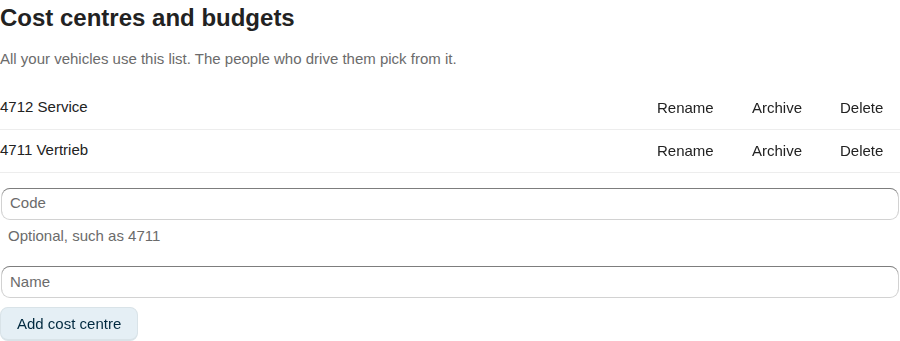 Cost centres and budgets
All your vehicles use this list. The people who drive them pick from it.
4712 Service Rename Archive Delete
4711 Vertrieb Rename Archive Delete
Code
Optional, such as 4711
Name
Add cost centre